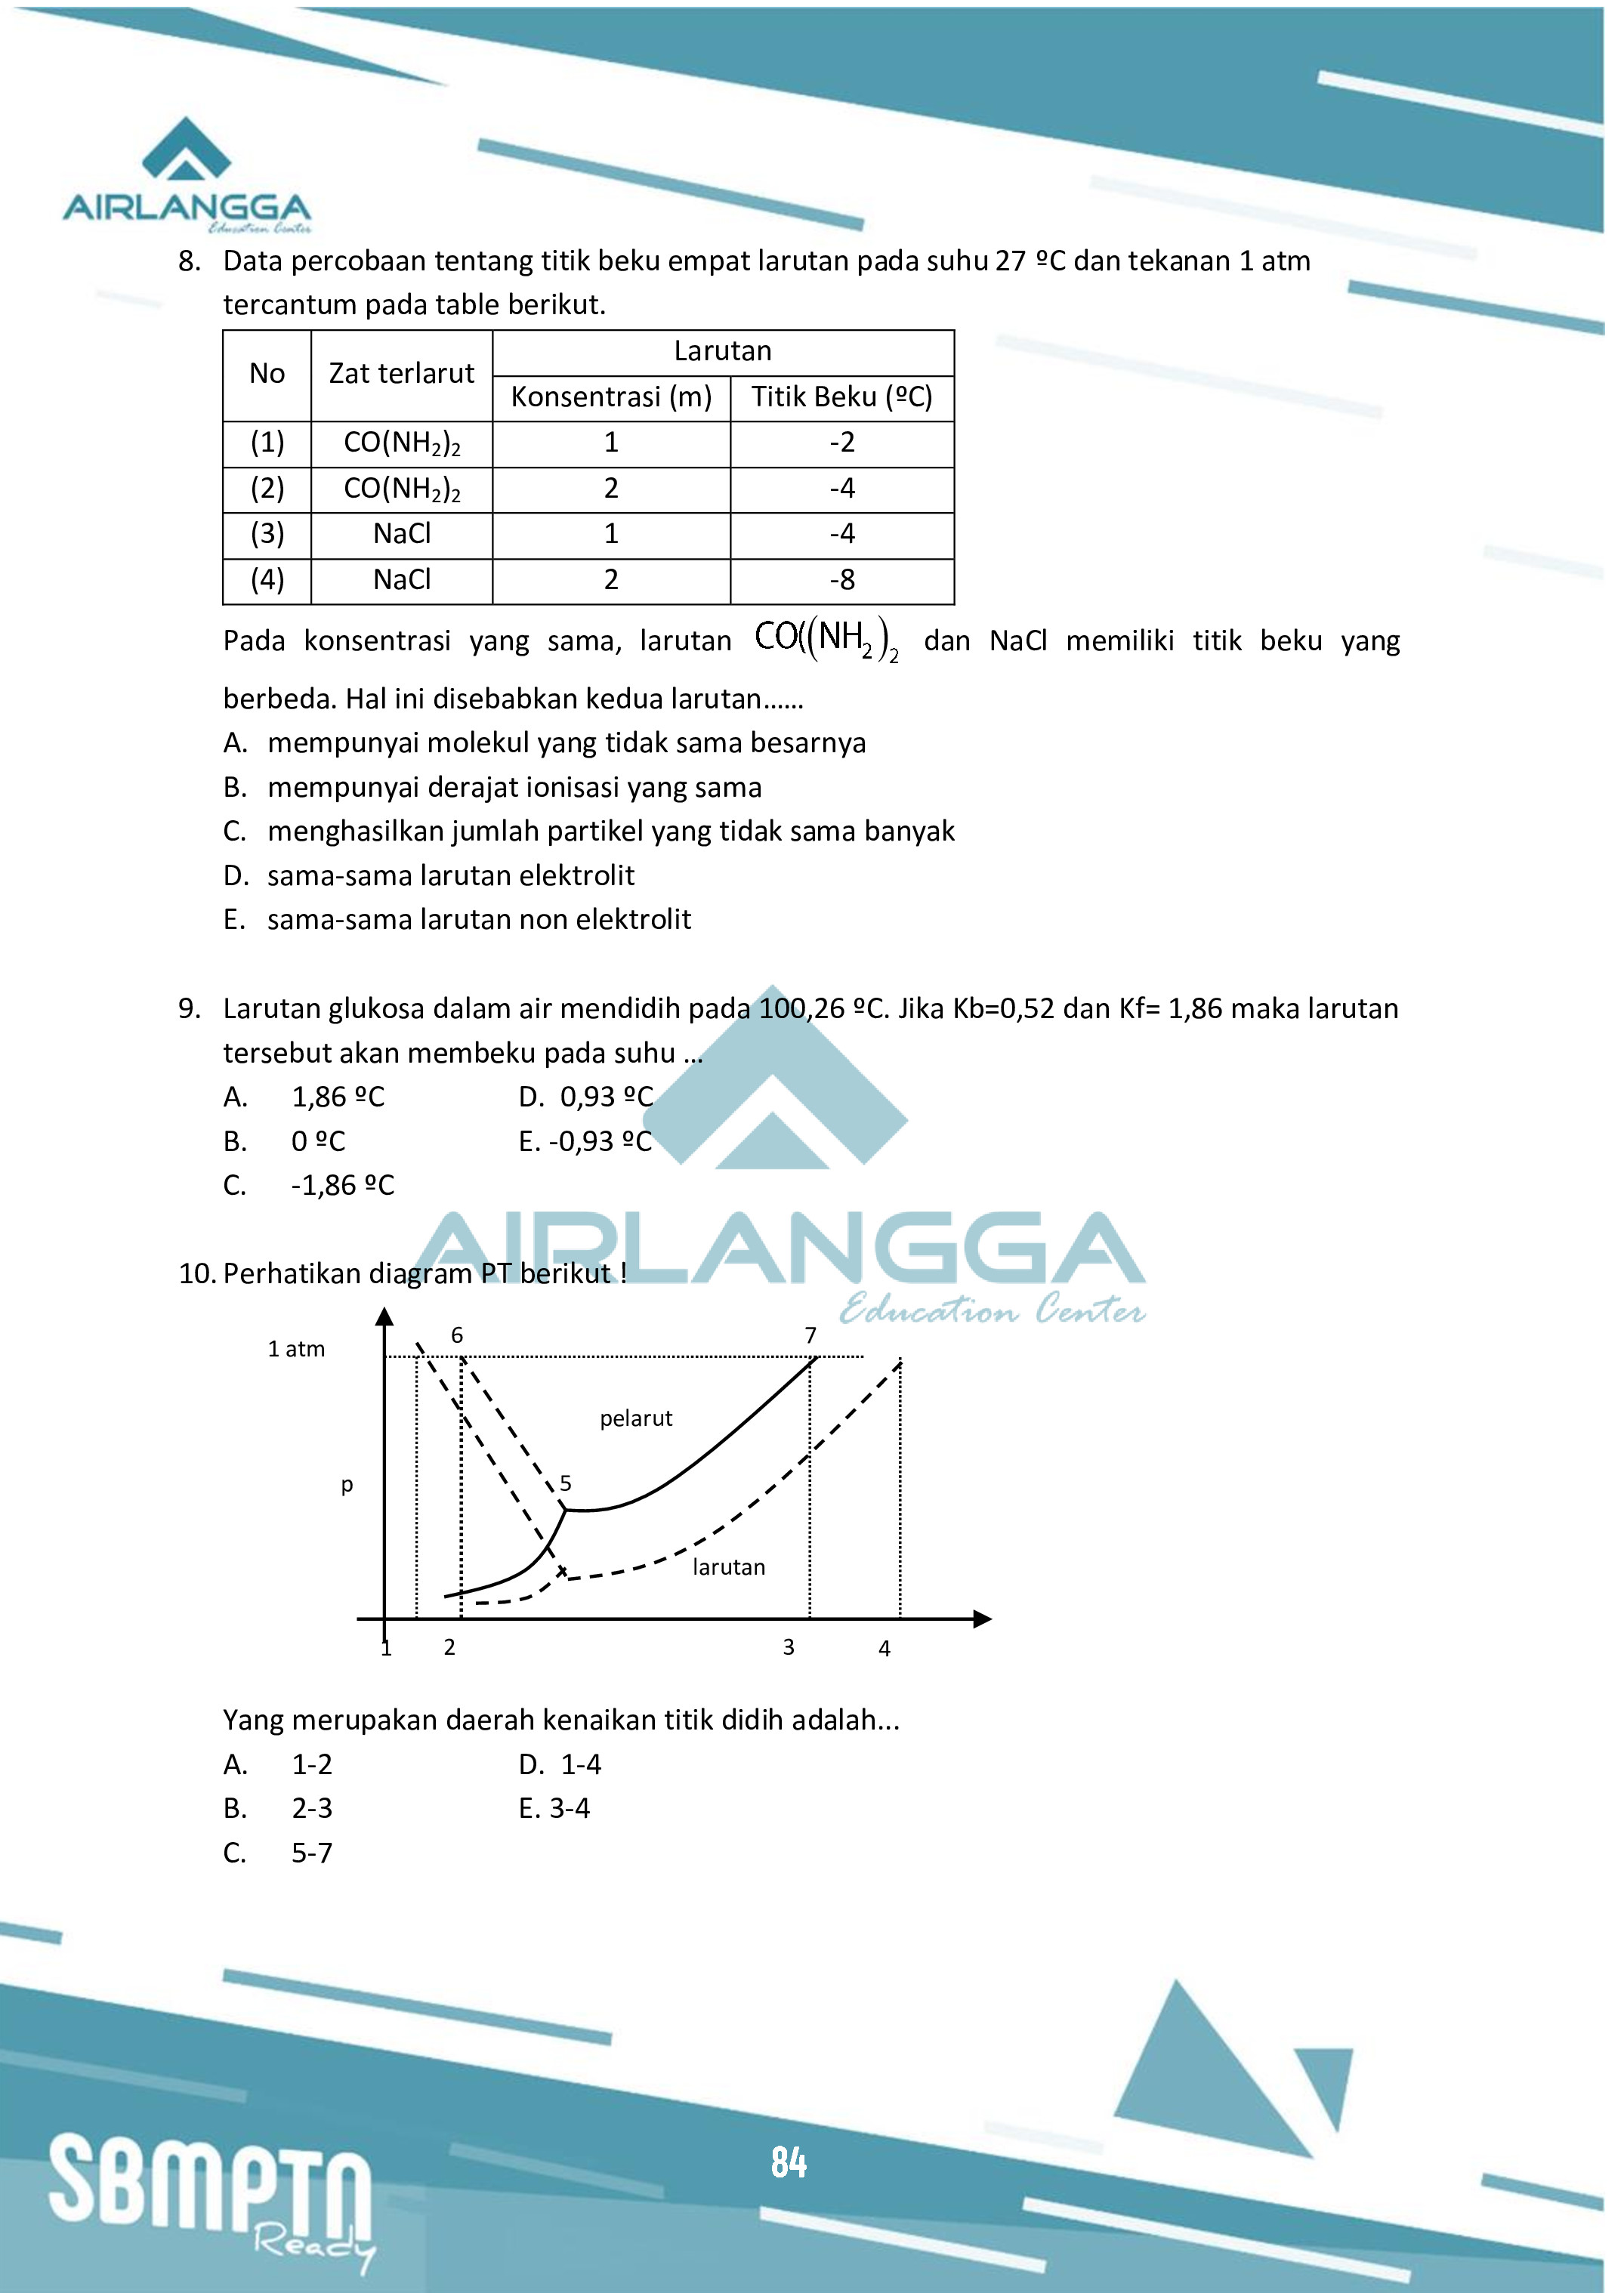 AIRLANGGA
Education Center
8. Data percobaan tentang titik beku empat larutan pada suhu 27 ºC dan tekanan 1 atm
tercantum pada table berikut.
No Zat terlarut Larutan
Konsentrasi (m) Titik Beku (ºC)
(1) CO(NH₂)₂ 1 -2
(2) CO(NH₂)₂ 2 -4
(3) NaCl 1 -4
(4) NaCl 2 -8
Pada konsentrasi yang sama, larutan CO((NH₂)₂ dan NaCl memiliki titik beku yang
berbeda. Hal ini disebabkan kedua larutan......
A. mempunyai molekul yang tidak sama besarnya
B. mempunyai derajat ionisasi yang sama
C. menghasilkan jumlah partikel yang tidak sama banyak
D. sama-sama larutan elektrolit
E. sama-sama larutan non elektrolit
9. Larutan glukosa dalam air mendidih pada 100,26 ºC. Jika Kb=0,52 dan Kf= 1,86 maka larutan
tersebut akan membeku pada suhu ...
A. 1,86 ºC D. 0,93 ºC
B. 0 ºC E. -0,93 ºC
C. -1,86 ºC
AIRLANGGA
Education Center
10. Perhatikan diagram PT berikut !
1 atm 6 7
pelarut
p 5
larutan
1 2 3 4
Yang merupakan daerah kenaikan titik didih adalah...
A. 1-2 D. 1-4
B. 2-3 E. 3-4
C. 5-7
SBMPTN
Ready
84